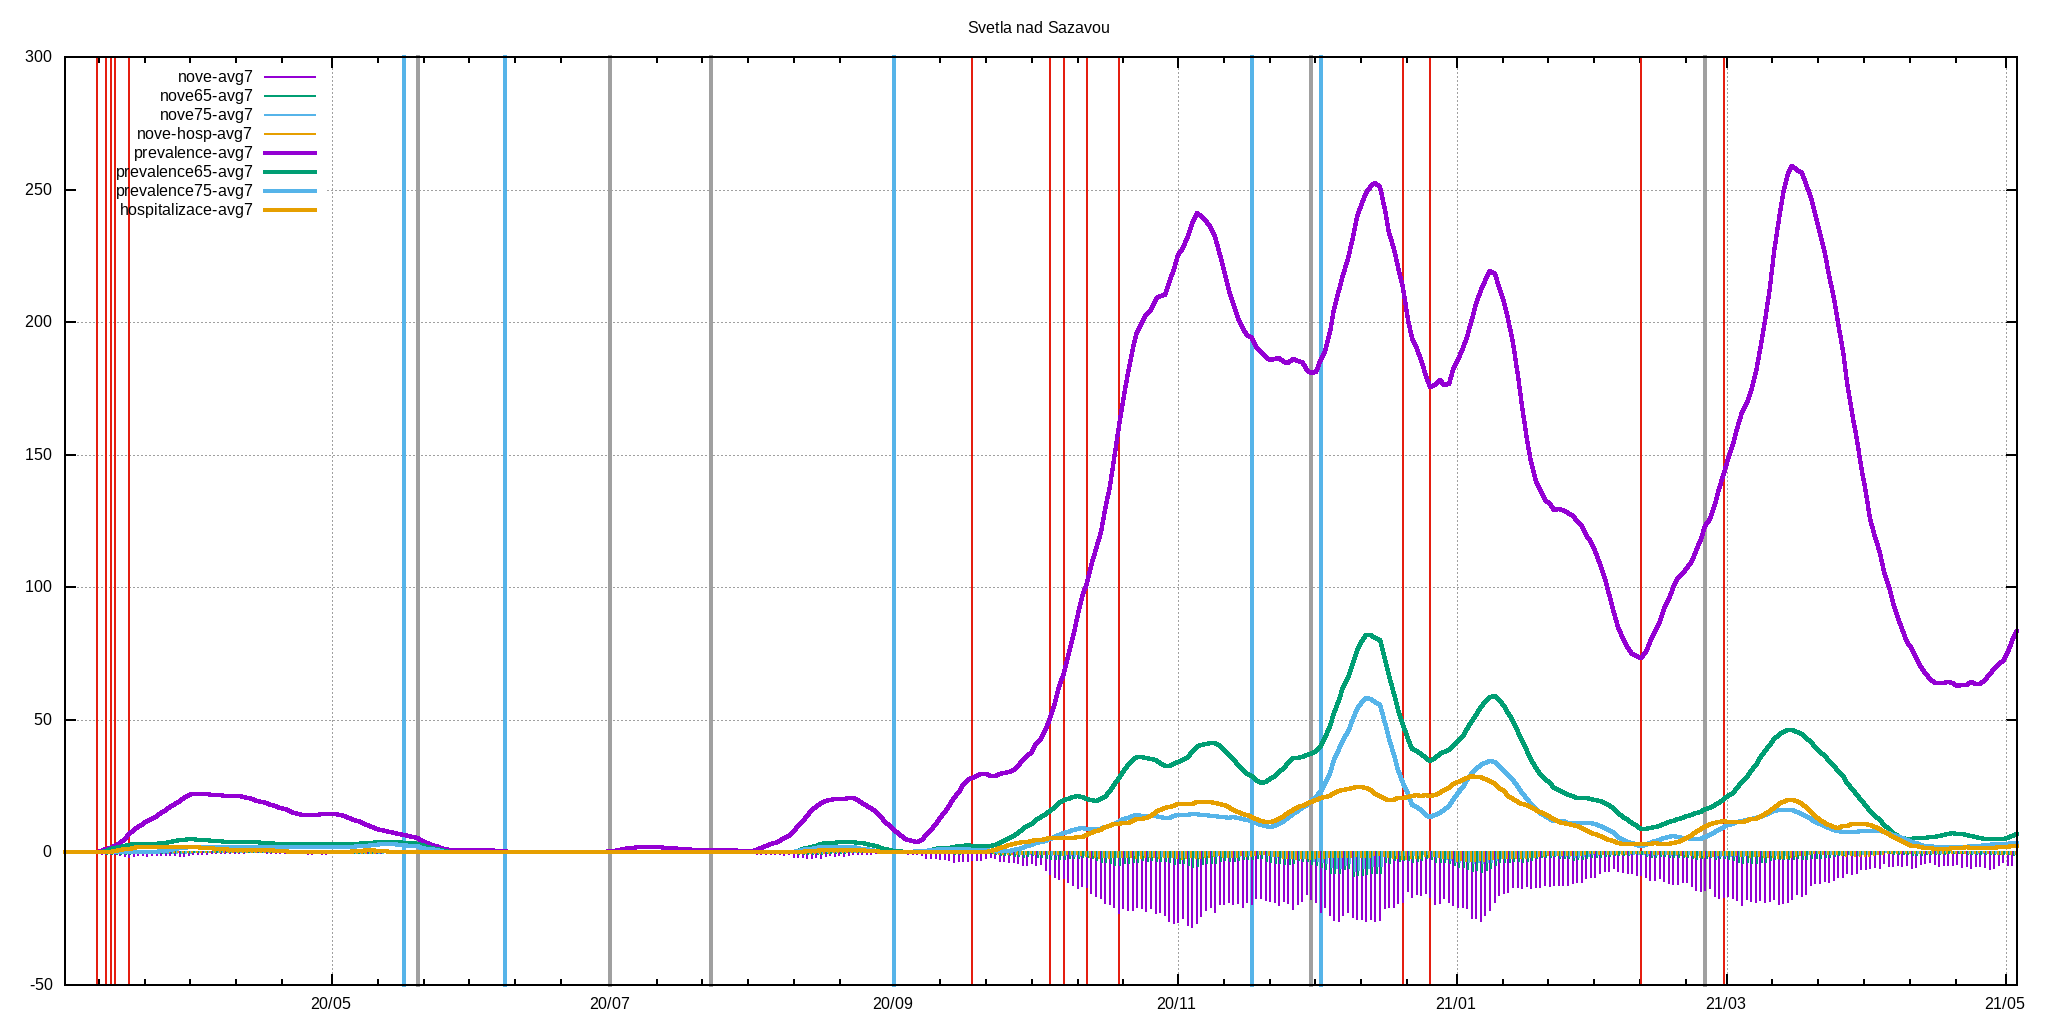 Svetla nad Sazavou
300
250
200
150
100
50
0
-50
nove-avg7
nove65-avg7
nove75-avg7
nove-hosp-avg7
prevalence-avg7
prevalence65-avg7
prevalence75-avg7
hospitalizace-avg7
20/05 20/07 20/09 20/11 21/01 21/03 21/05